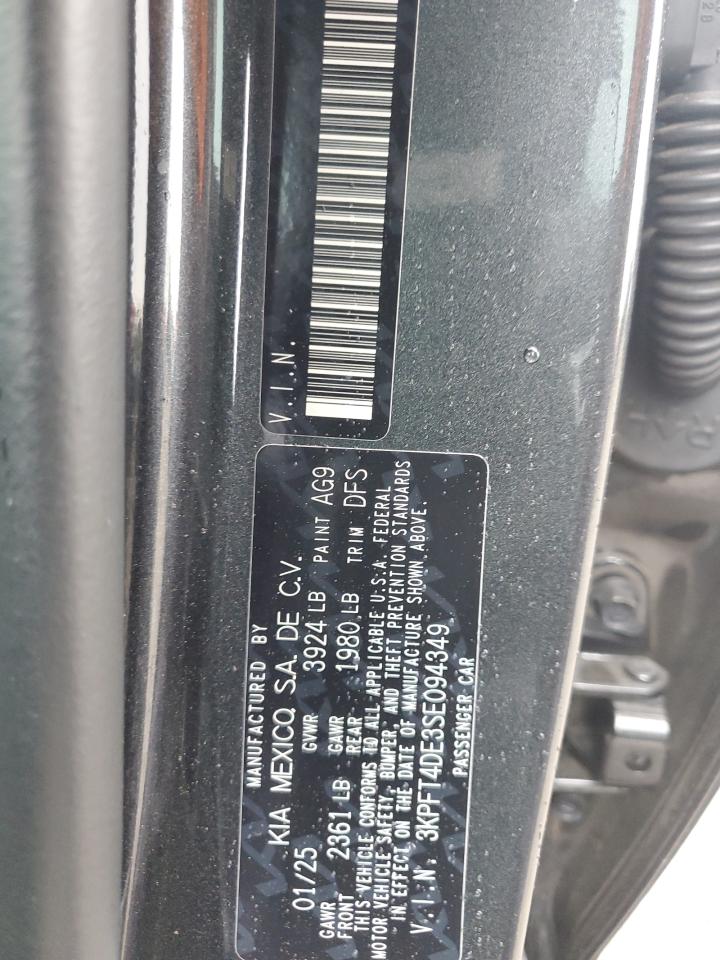 V.I.N.
MANUFACTURED BY
KIA MEXICO, S.A. DE C.V.
01/25 GVWR 3924 LB PAINT AG9
GAWR FRONT 2361 LB GAWR REAR 1980 LB TRIM DFS
THIS VEHICLE CONFORMS TO ALL APPLICABLE U.S.A. FEDERAL
MOTOR VEHICLE SAFETY, BUMPER, AND THEFT PREVENTION STANDARDS
IN EFFECT ON THE DATE OF MANUFACTURE SHOWN ABOVE.
V.I.N. 3KPFT4DE3SE094349
PASSENGER CAR